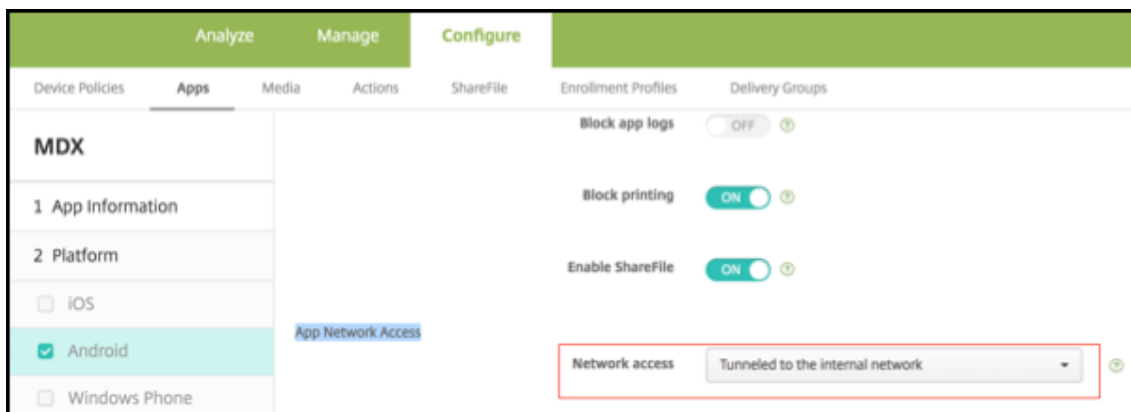 Analyze Manage Configure
Device Policies Apps Media Actions ShareFile Enrollment Profiles Delivery Groups
MDX
1 App Information
2 Platform
iOS
Android
Windows Phone
Block app logs OFF
Block printing ON
Enable ShareFile ON
App Network Access
Network access Tunneled to the internal network